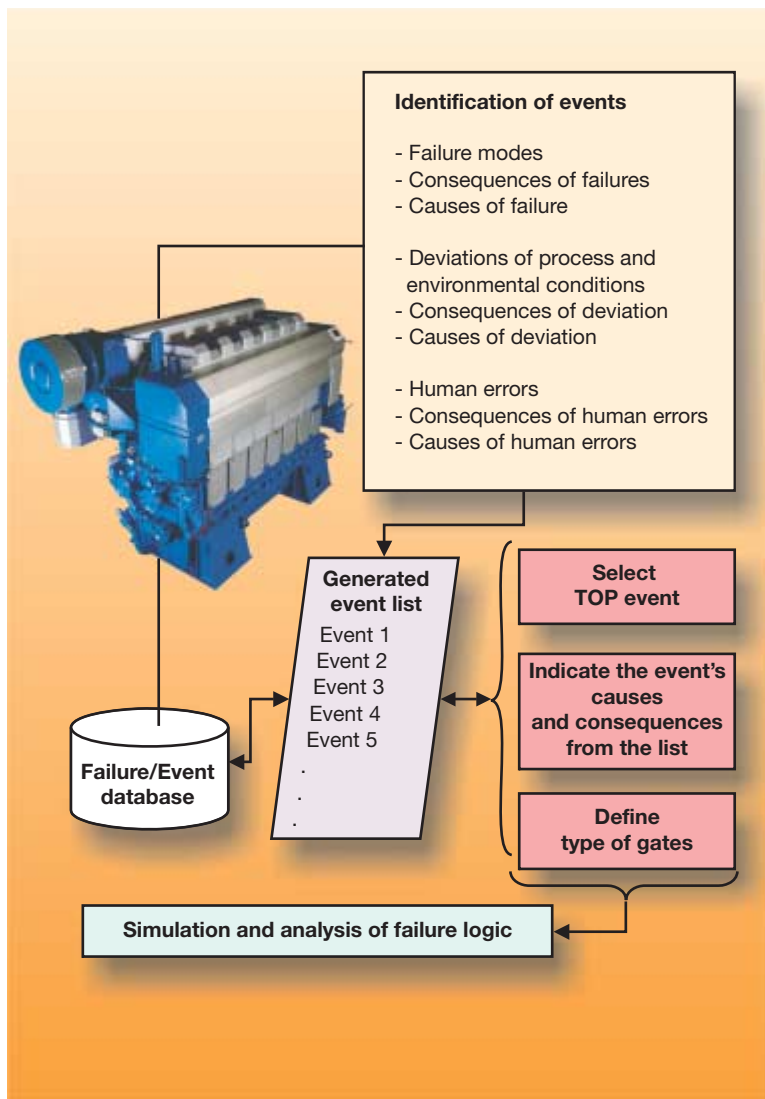 Identification of events
- Failure modes
- Consequences of failures
- Causes of failure
- Deviations of process and
environmental conditions
- Consequences of deviation
- Causes of deviation
- Human errors
- Consequences of human errors
- Causes of human errors
Generated
event list
Event 1
Event 2
Event 3
Event 4
Event 5
.
.
.
Failure/Event
database
Select
TOP event
Indicate the event’s
causes
and consequences
from the list
Define
type of gates
Simulation and analysis of failure logic